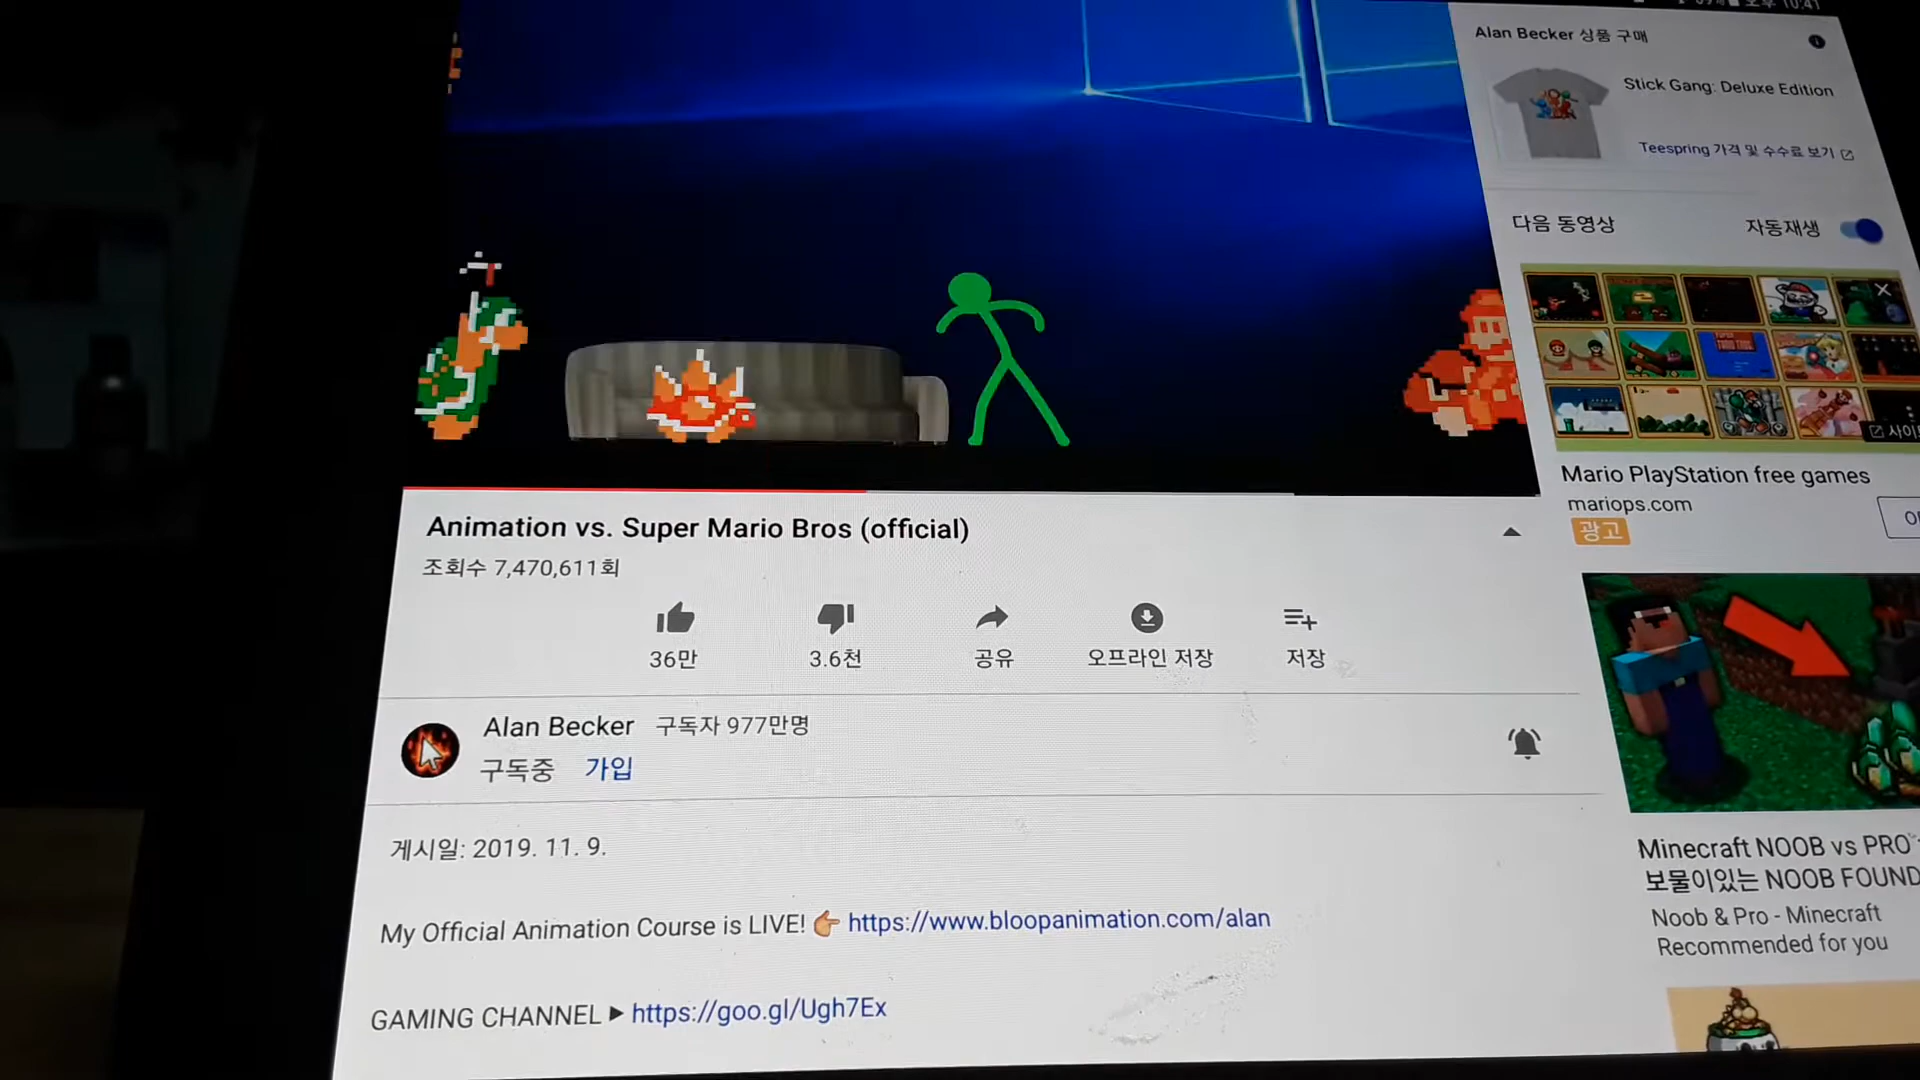 오후 10:41
Alan Becker 상품 구매
Stick Gang: Deluxe Edition
Teespring 가격 및 수수료 보기
다음 동영상
자동재생
Mario PlayStation free games
mariops.com
광고
Animation vs. Super Mario Bros (official)
조회수 7,470,611회
36만
3.6천
공유
오프라인 저장
저장
Alan Becker 구독자 977만명
구독중 가입
게시일: 2019. 11. 9.
My Official Animation Course is LIVE! 👉 https://www.bloopanimation.com/alan
GAMING CHANNEL ► https://goo.gl/Ugh7Ex
Minecraft NOOB vs PRO
보물이있는 NOOB FOUND
Noob & Pro - Minecraft
Recommended for you